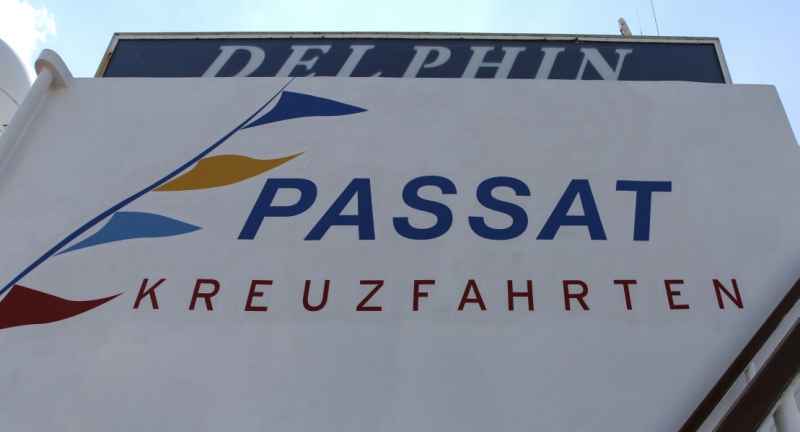 DELPHIN
PASSAT
KREUZFAHRTEN